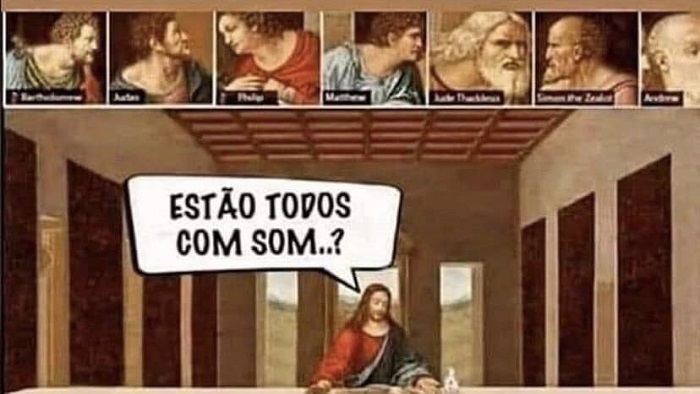 Bartholomew
Judas
Philip
Matthew
Jude Thaddeus
Simon the Zealot
Andrew
ESTÃO TODOS
COM SOM..?